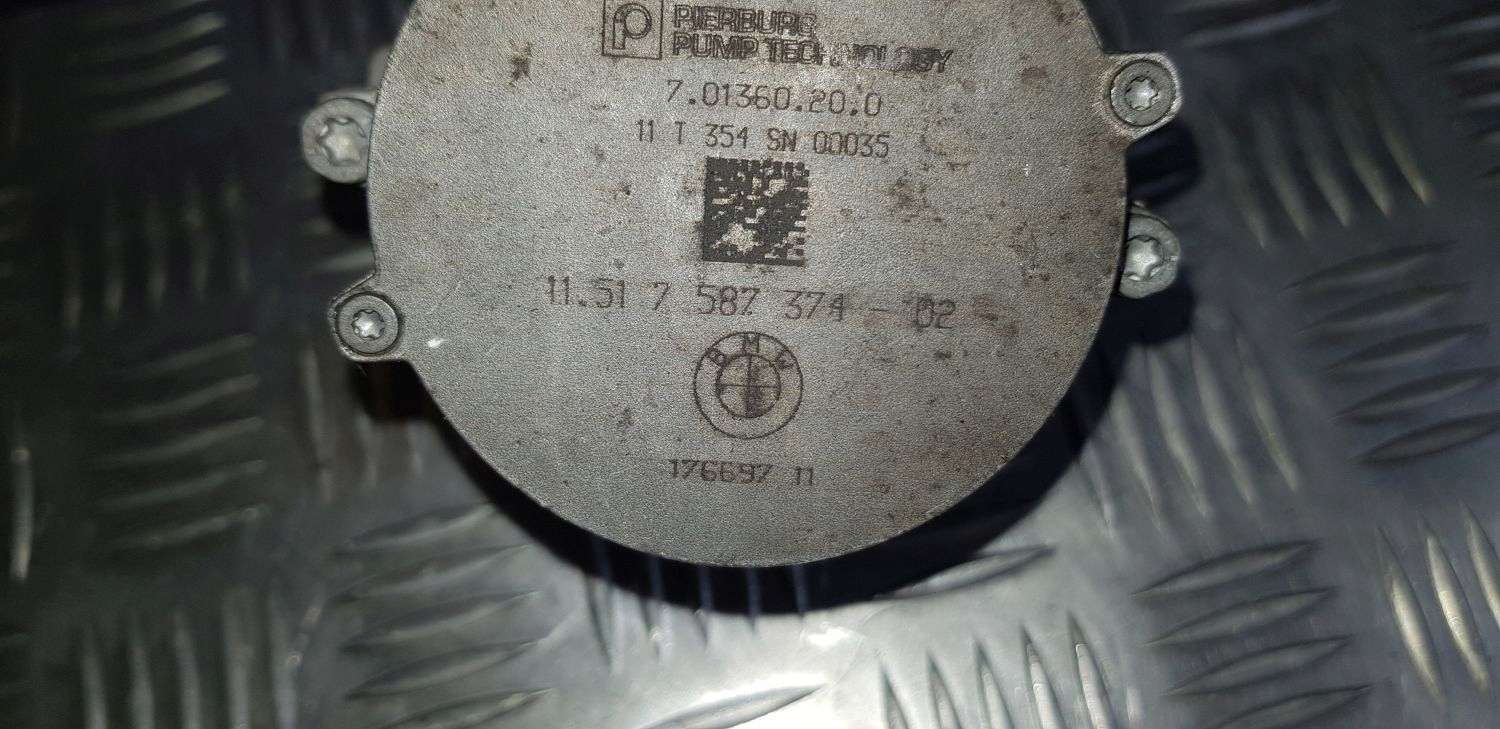 PIERBURG
PUMP TECHNOLOGY
7.01360.20.0
11 T 354 SN 00035
11.51 7 587 374 - 02
BMW
176697 11